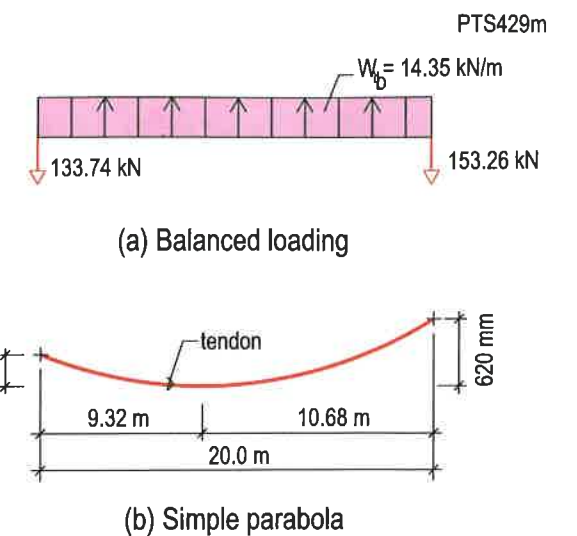 PTS429m
W_b= 14.35 kN/m
133.74 kN
153.26 kN
(a) Balanced loading
tendon
620 mm
9.32 m
10.68 m
20.0 m
(b) Simple parabola